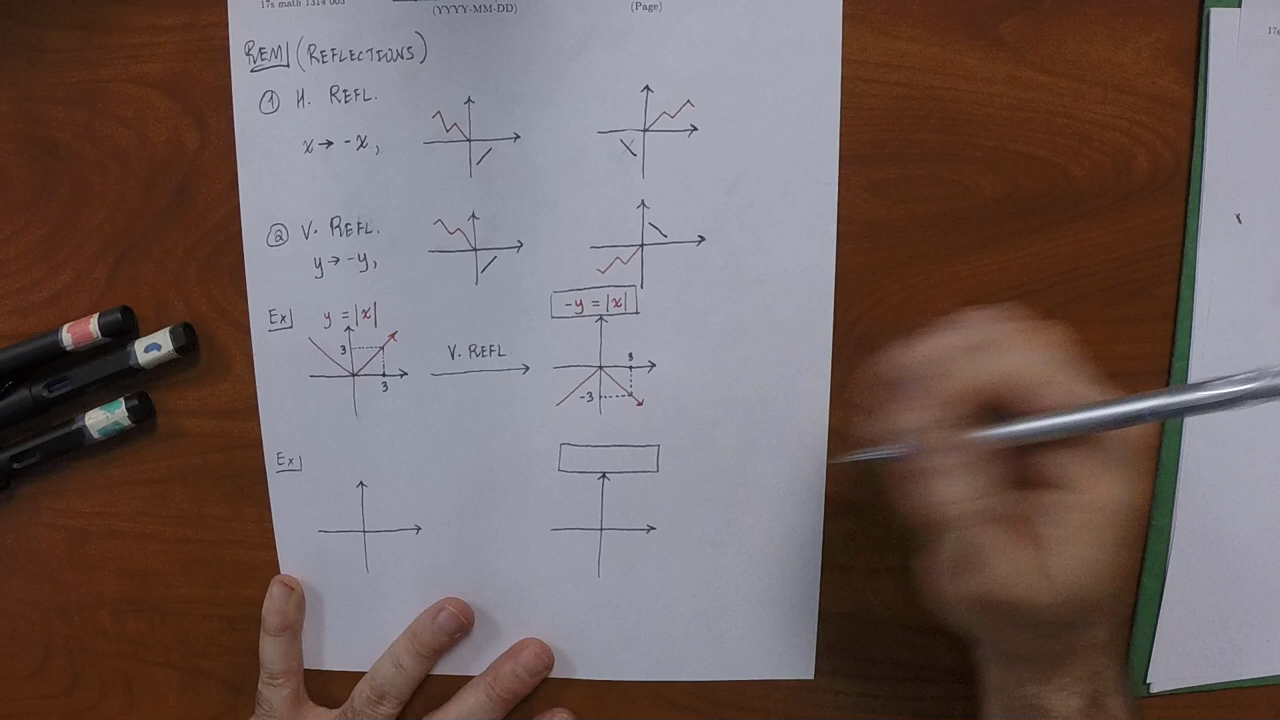 17s math 1314 003
(YYYY-MM-DD)
(Page)
REM (REFLECTIONS)
① H. REFL.
x → -x,
② V. REFL.
y → -y,
Ex y = |x|
3
3
V. REFL
-y = |x|
3
-3
Ex
17s